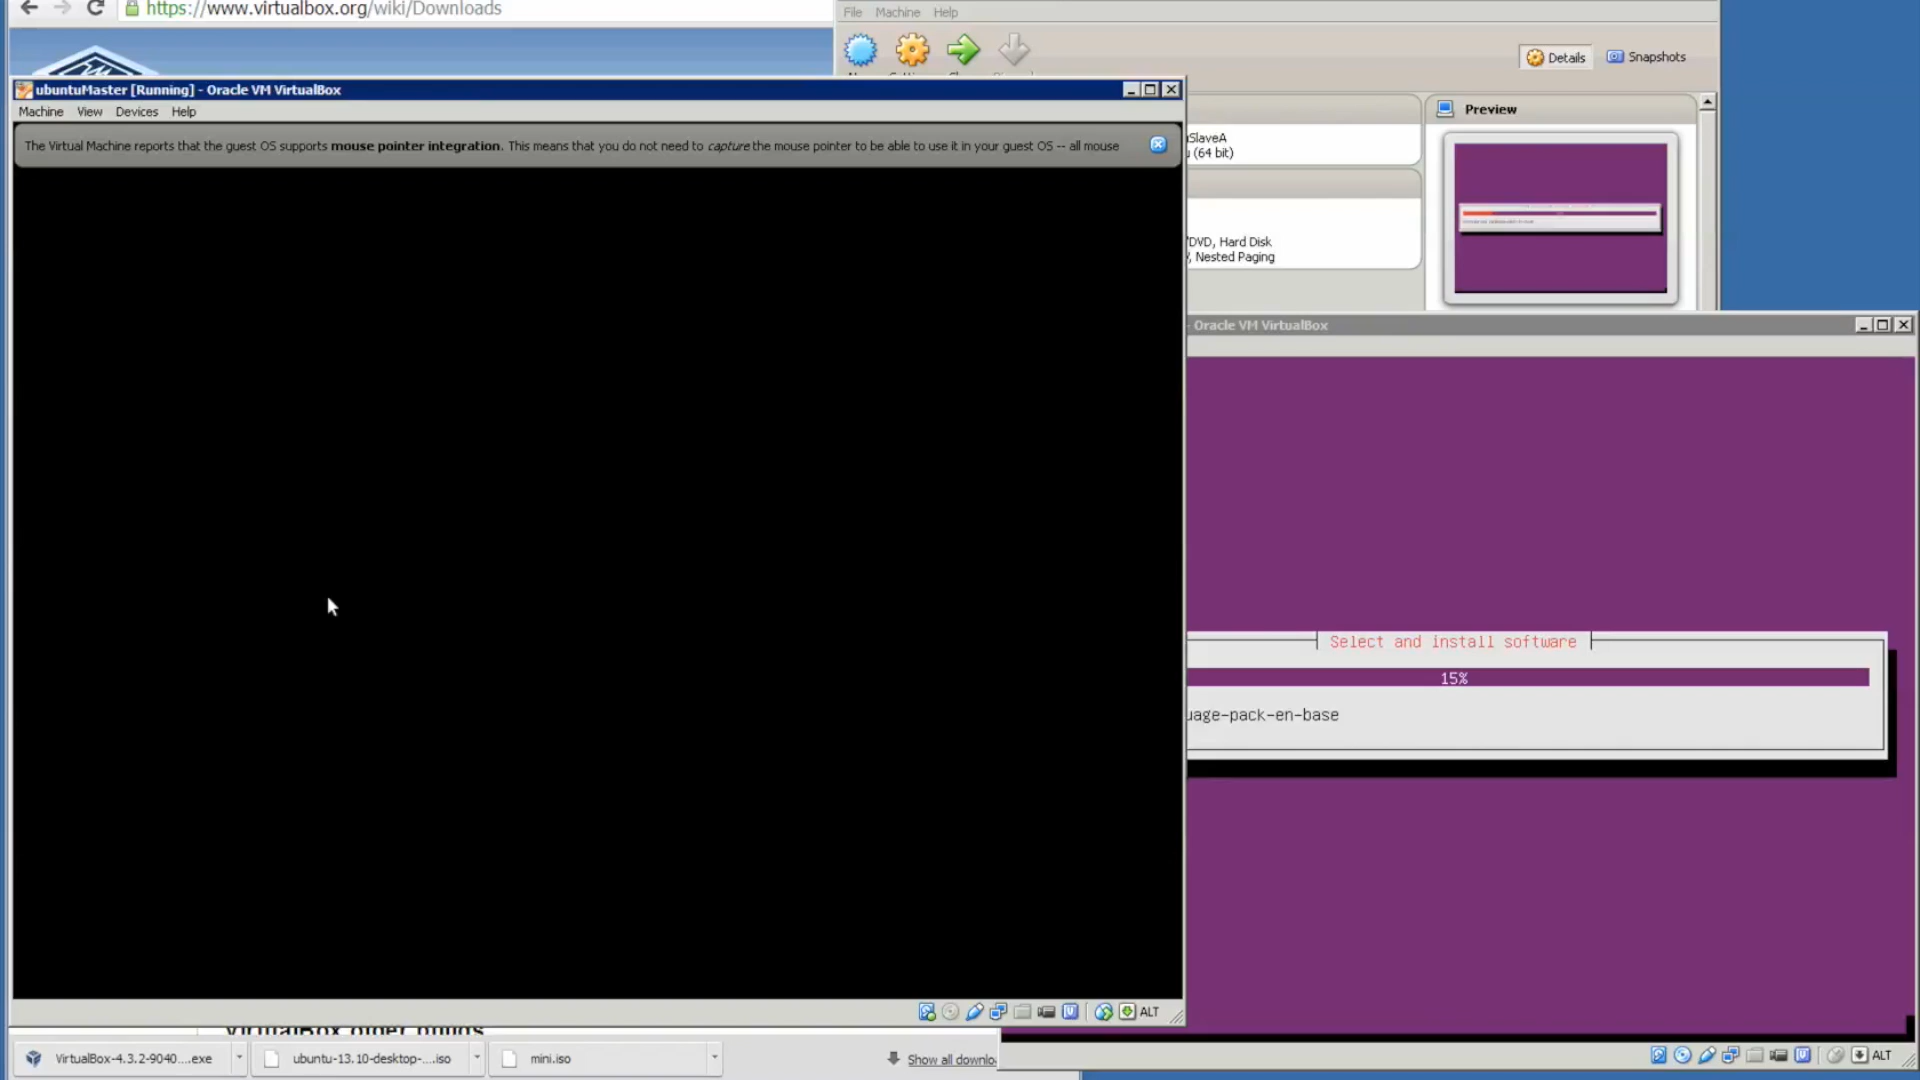 https://www.virtualbox.org/wiki/Downloads
File Machine Help
Details Snapshots
ubuntuMaster [Running] - Oracle VM VirtualBox
Machine View Devices Help
The Virtual Machine reports that the guest OS supports mouse pointer integration. This means that you do not need to capture the mouse pointer to be able to use it in your guest OS -- all mouse
Preview
SlaveA
(64 bit)
DVD, Hard Disk
Nested Paging
- Oracle VM VirtualBox
Select and install software
15%
uage-pack-en-base
ALT
VirtualBox older builds
VirtualBox-4.3.2-9040....exe
ubuntu-13.10-desktop-....iso
mini.iso
Show all downlo
ALT